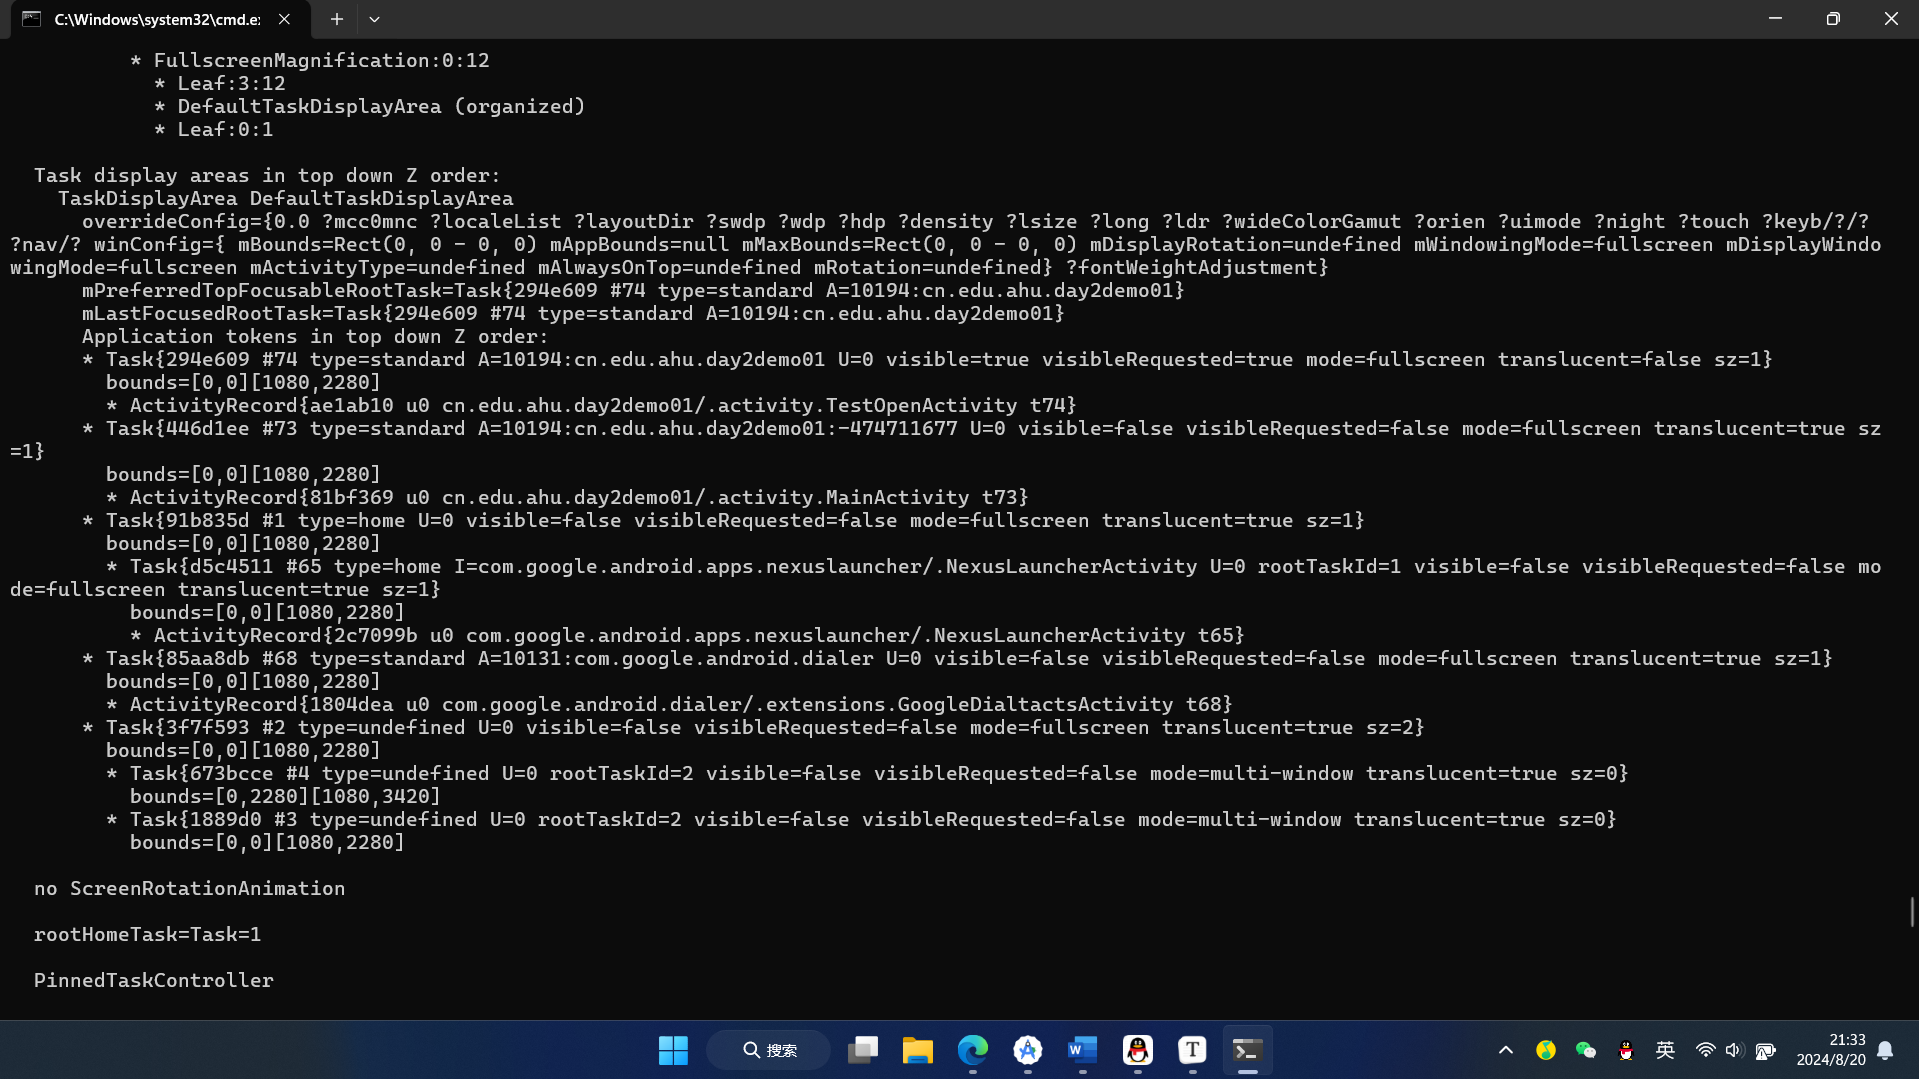 C:\Windows\system32\cmd.e:
* FullscreenMagnification:0:12
* Leaf:3:12
* DefaultTaskDisplayArea (organized)
* Leaf:0:1
Task display areas in top down Z order:
TaskDisplayArea DefaultTaskDisplayArea
overrideConfig={0.0 ?mcc0mnc ?localeList ?layoutDir ?swdp ?wdp ?hdp ?density ?lsize ?long ?ldr ?wideColorGamut ?orien ?uimode ?night ?touch ?keyb/?/?
?nav/? winConfig={ mBounds=Rect(0, 0 - 0, 0) mAppBounds=null mMaxBounds=Rect(0, 0 - 0, 0) mDisplayRotation=undefined mWindowingMode=fullscreen mDisplayWindo
wingMode=fullscreen mActivityType=undefined mAlwaysOnTop=undefined mRotation=undefined} ?fontWeightAdjustment}
mPreferredTopFocusableRootTask=Task{294e609 #74 type=standard A=10194:cn.edu.ahu.day2demo01}
mLastFocusedRootTask=Task{294e609 #74 type=standard A=10194:cn.edu.ahu.day2demo01}
Application tokens in top down Z order:
* Task{294e609 #74 type=standard A=10194:cn.edu.ahu.day2demo01 U=0 visible=true visibleRequested=true mode=fullscreen translucent=false sz=1}
bounds=[0,0][1080,2280]
* ActivityRecord{ae1ab10 u0 cn.edu.ahu.day2demo01/.activity.TestOpenActivity t74}
* Task{446d1ee #73 type=standard A=10194:cn.edu.ahu.day2demo01:-474711677 U=0 visible=false visibleRequested=false mode=fullscreen translucent=true sz
=1}
bounds=[0,0][1080,2280]
* ActivityRecord{81bf369 u0 cn.edu.ahu.day2demo01/.activity.MainActivity t73}
* Task{91b835d #1 type=home U=0 visible=false visibleRequested=false mode=fullscreen translucent=true sz=1}
bounds=[0,0][1080,2280]
* Task{d5c4511 #65 type=home I=com.google.android.apps.nexuslauncher/.NexusLauncherActivity U=0 rootTaskId=1 visible=false visibleRequested=false mo
de=fullscreen translucent=true sz=1}
bounds=[0,0][1080,2280]
* ActivityRecord{2c7099b u0 com.google.android.apps.nexuslauncher/.NexusLauncherActivity t65}
* Task{85aa8db #68 type=standard A=10131:com.google.android.dialer U=0 visible=false visibleRequested=false mode=fullscreen translucent=true sz=1}
bounds=[0,0][1080,2280]
* ActivityRecord{1804dea u0 com.google.android.dialer/.extensions.GoogleDialtactsActivity t68}
* Task{3f7f593 #2 type=undefined U=0 visible=false visibleRequested=false mode=fullscreen translucent=true sz=2}
bounds=[0,0][1080,2280]
* Task{673bcce #4 type=undefined U=0 rootTaskId=2 visible=false visibleRequested=false mode=multi-window translucent=true sz=0}
bounds=[0,2280][1080,3420]
* Task{1889d0 #3 type=undefined U=0 rootTaskId=2 visible=false visibleRequested=false mode=multi-window translucent=true sz=0}
bounds=[0,0][1080,2280]
no ScreenRotationAnimation
rootHomeTask=Task=1
PinnedTaskController
搜索
英
21:33
2024/8/20